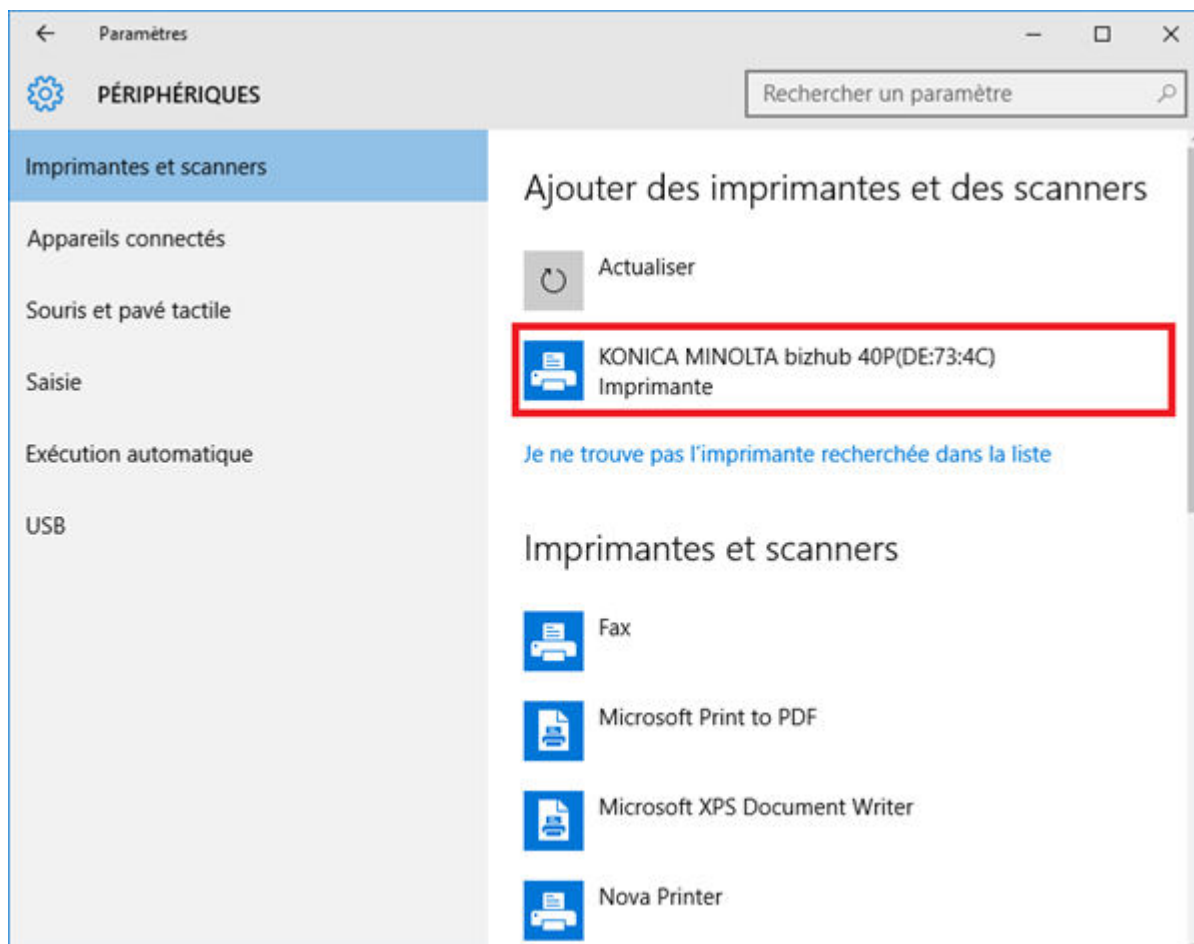 Paramètres
PÉRIPHÉRIQUES
Rechercher un paramètre
Imprimantes et scanners
Appareils connectés
Souris et pavé tactile
Saisie
Exécution automatique
USB
Ajouter des imprimantes et des scanners
Actualiser
KONICA MINOLTA bizhub 40P(DE:73:4C)
Imprimante
Je ne trouve pas l'imprimante recherchée dans la liste
Imprimantes et scanners
Fax
Microsoft Print to PDF
Microsoft XPS Document Writer
Nova Printer